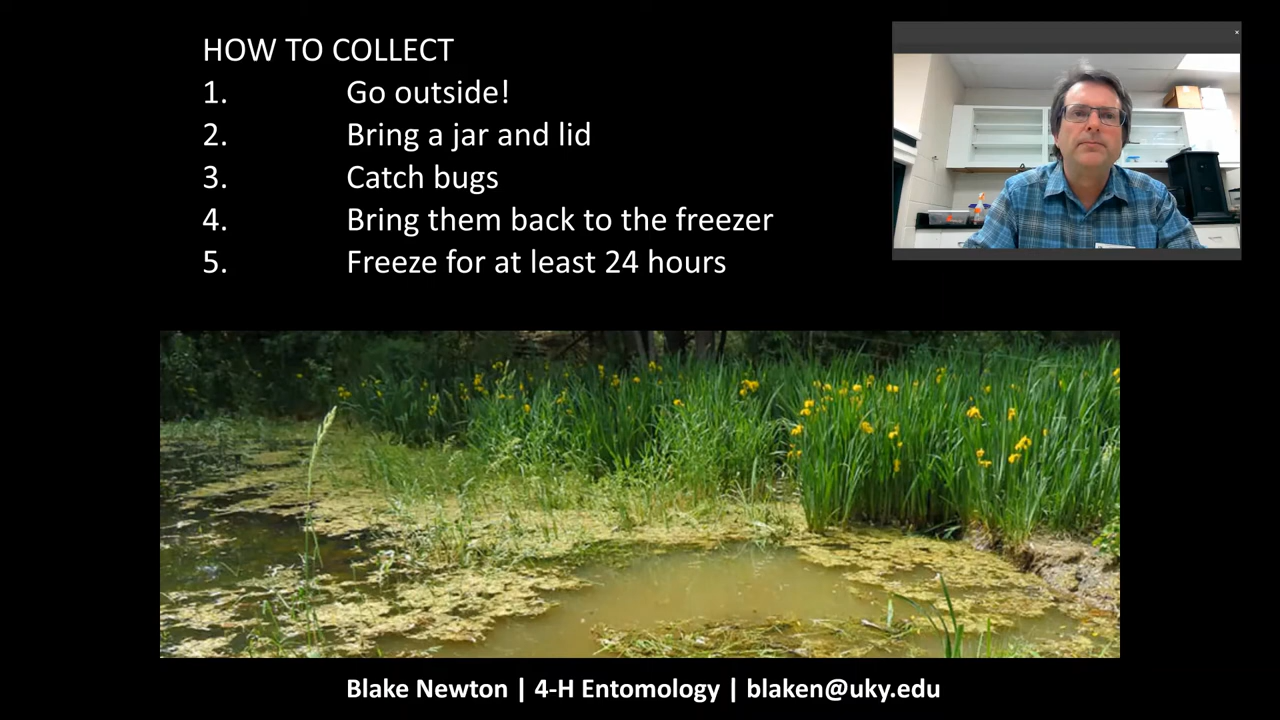 HOW TO COLLECT
1. Go outside!
2. Bring a jar and lid
3. Catch bugs
4. Bring them back to the freezer
5. Freeze for at least 24 hours
Blake Newton | 4-H Entomology | blaken@uky.edu